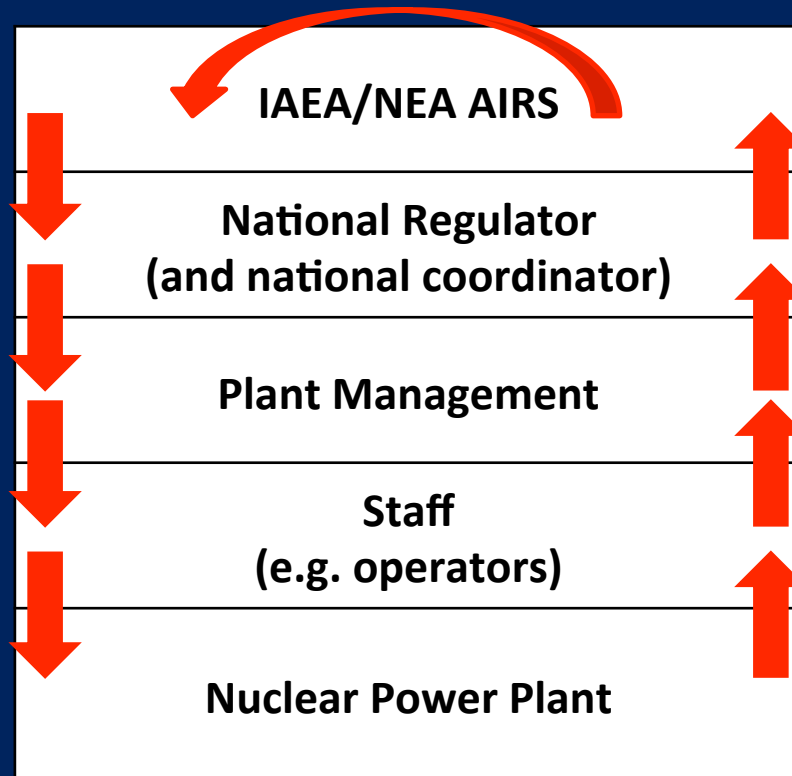 IAEA/NEA AIRS
National Regulator
(and national coordinator)
Plant Management
Staff
(e.g. operators)
Nuclear Power Plant